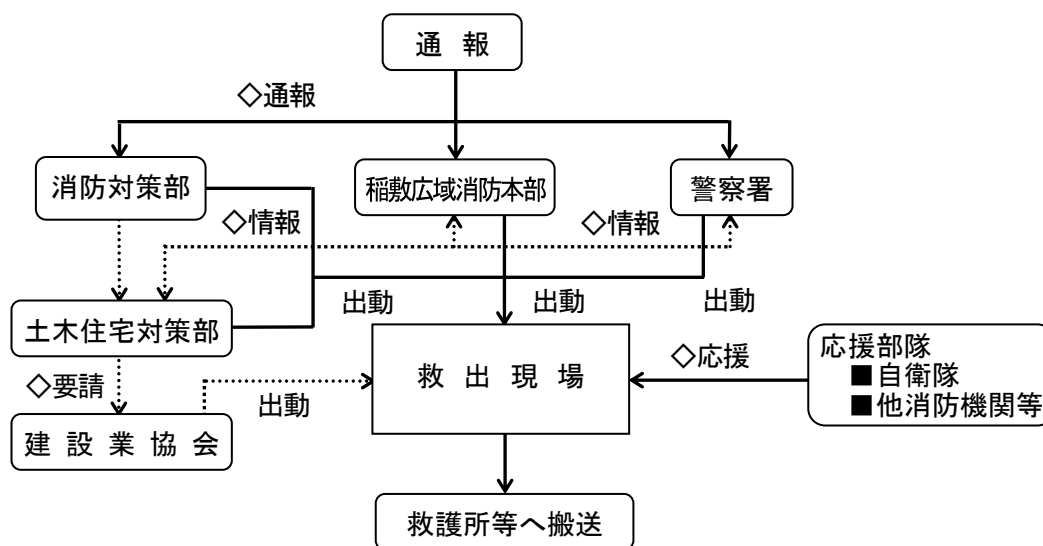 通 報
◇通報
消防対策部
稲敷広域消防本部
警察署
◇情報
◇情報
出動
出動
出動
土木住宅対策部
◇要請
建 設 業 協 会
出動
救 出 現 場
◇応援
応援部隊
■自衛隊
■他消防機関等
救護所等へ搬送